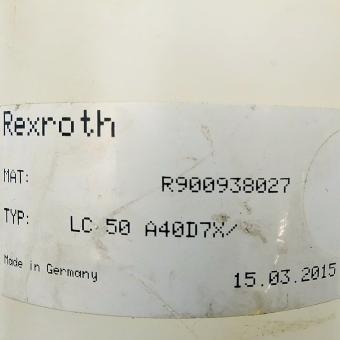 Rexroth
MAT: R900938027
TYP: LC 50 A40D7X/
Made in Germany 15.03.2015